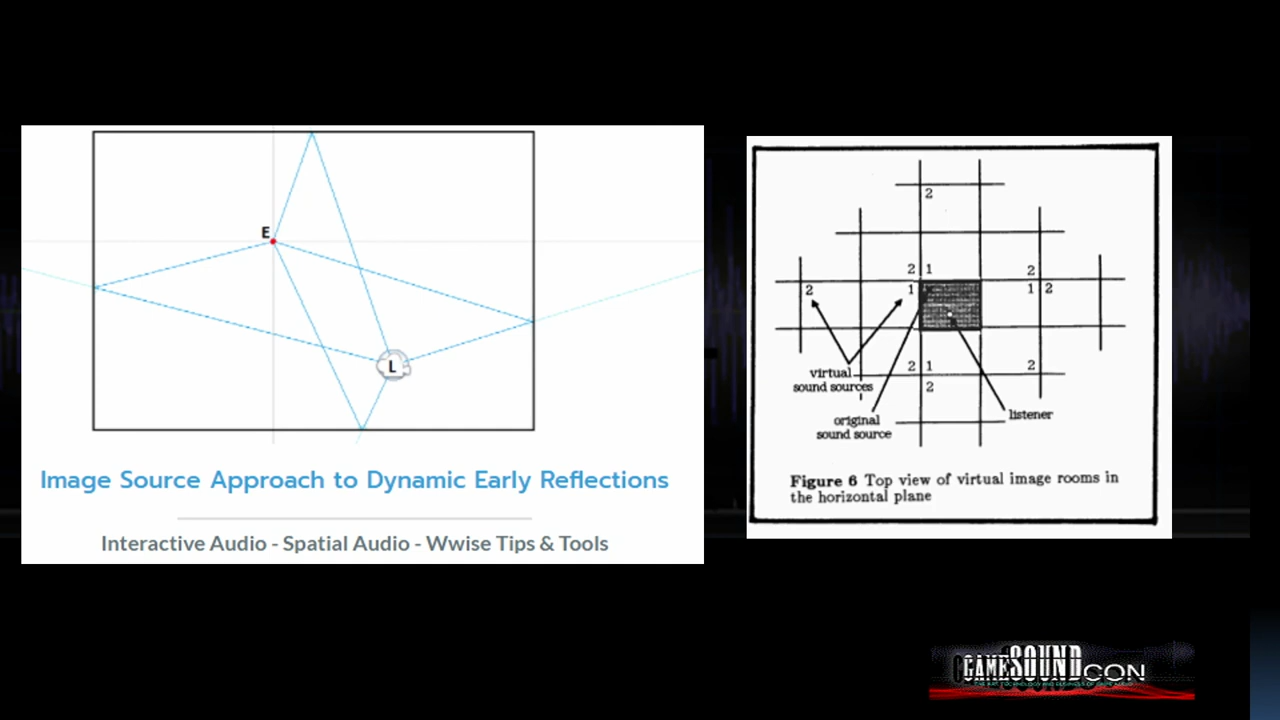 E
L
Image Source Approach to Dynamic Early Reflections
Interactive Audio - Spatial Audio - Wwise Tips & Tools
2
2 1
2
2
1
1 2
virtual
sound sources
2 1
2
2
original
sound source
listener
Figure 6 Top view of virtual image rooms in
the horizontal plane
GAMESOUNDCON